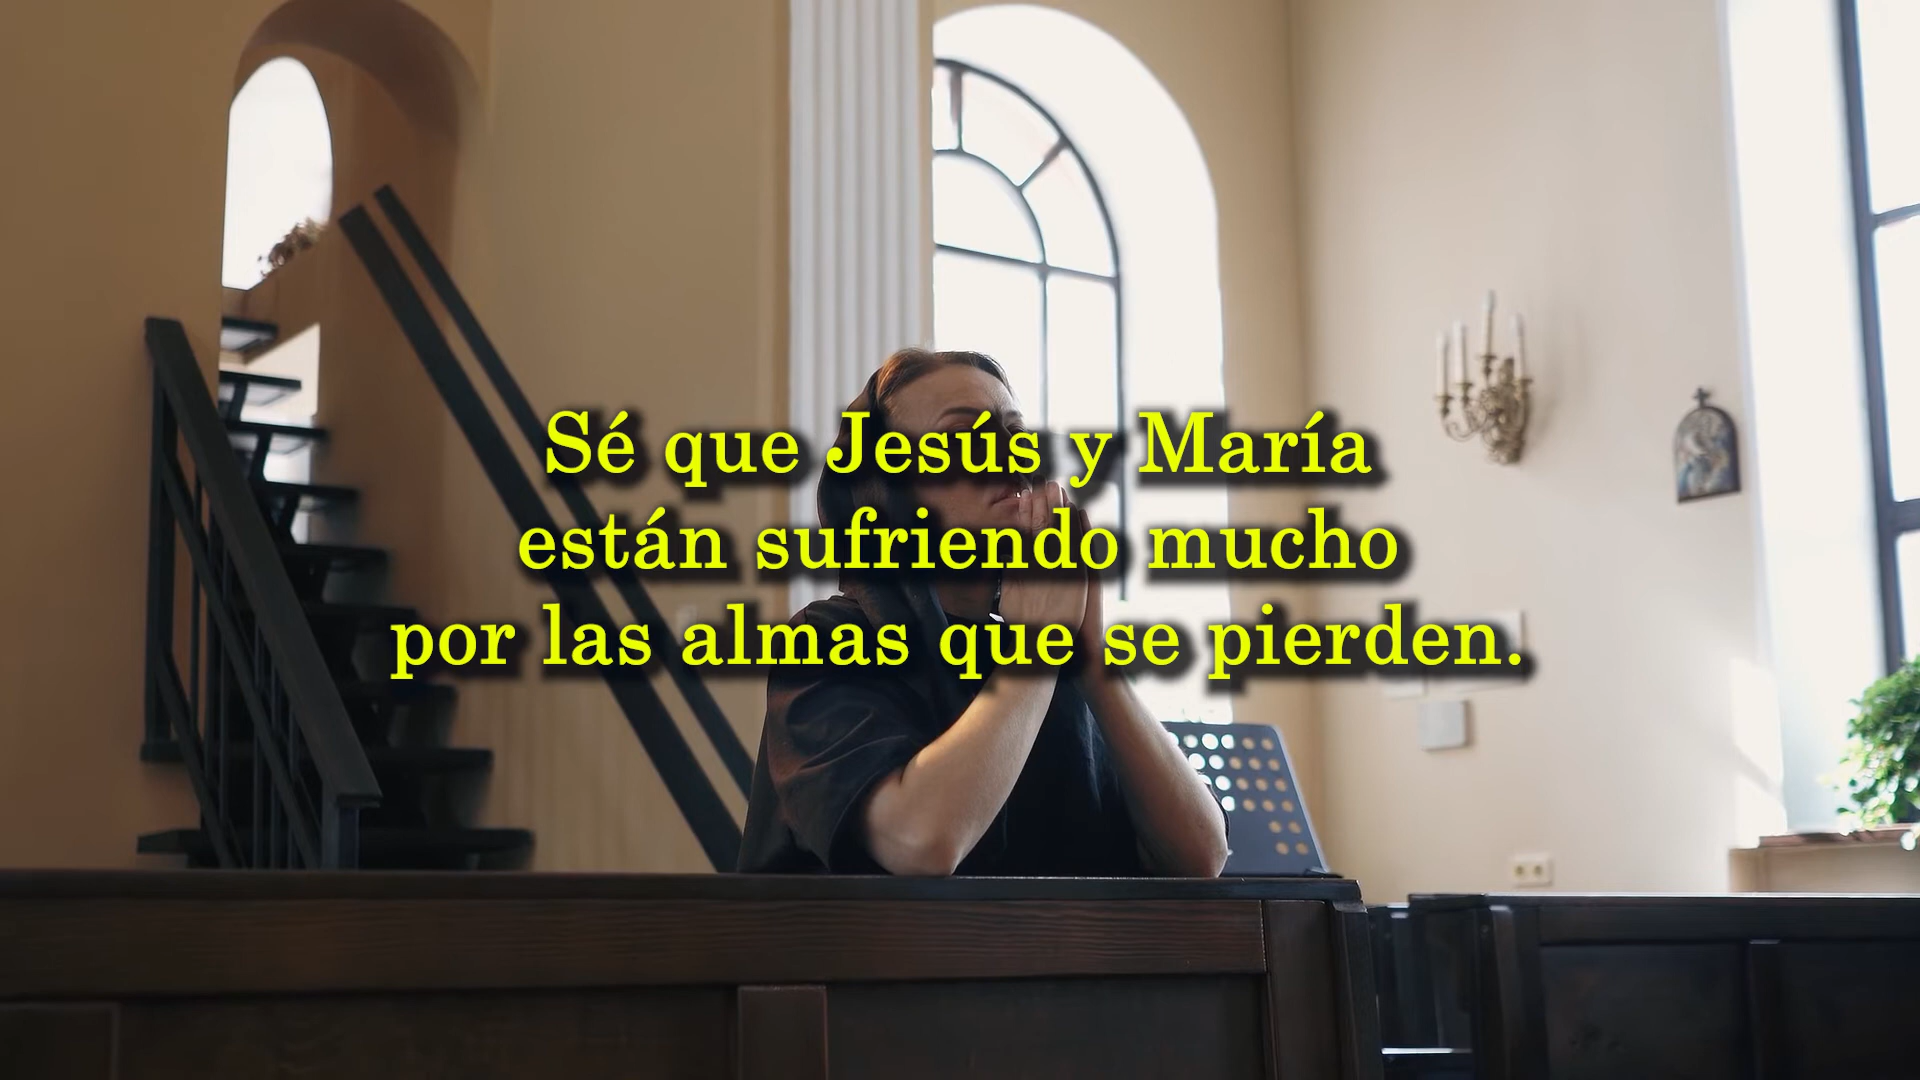 Sé que Jesús y María
están sufriendo mucho
por las almas que se pierden.